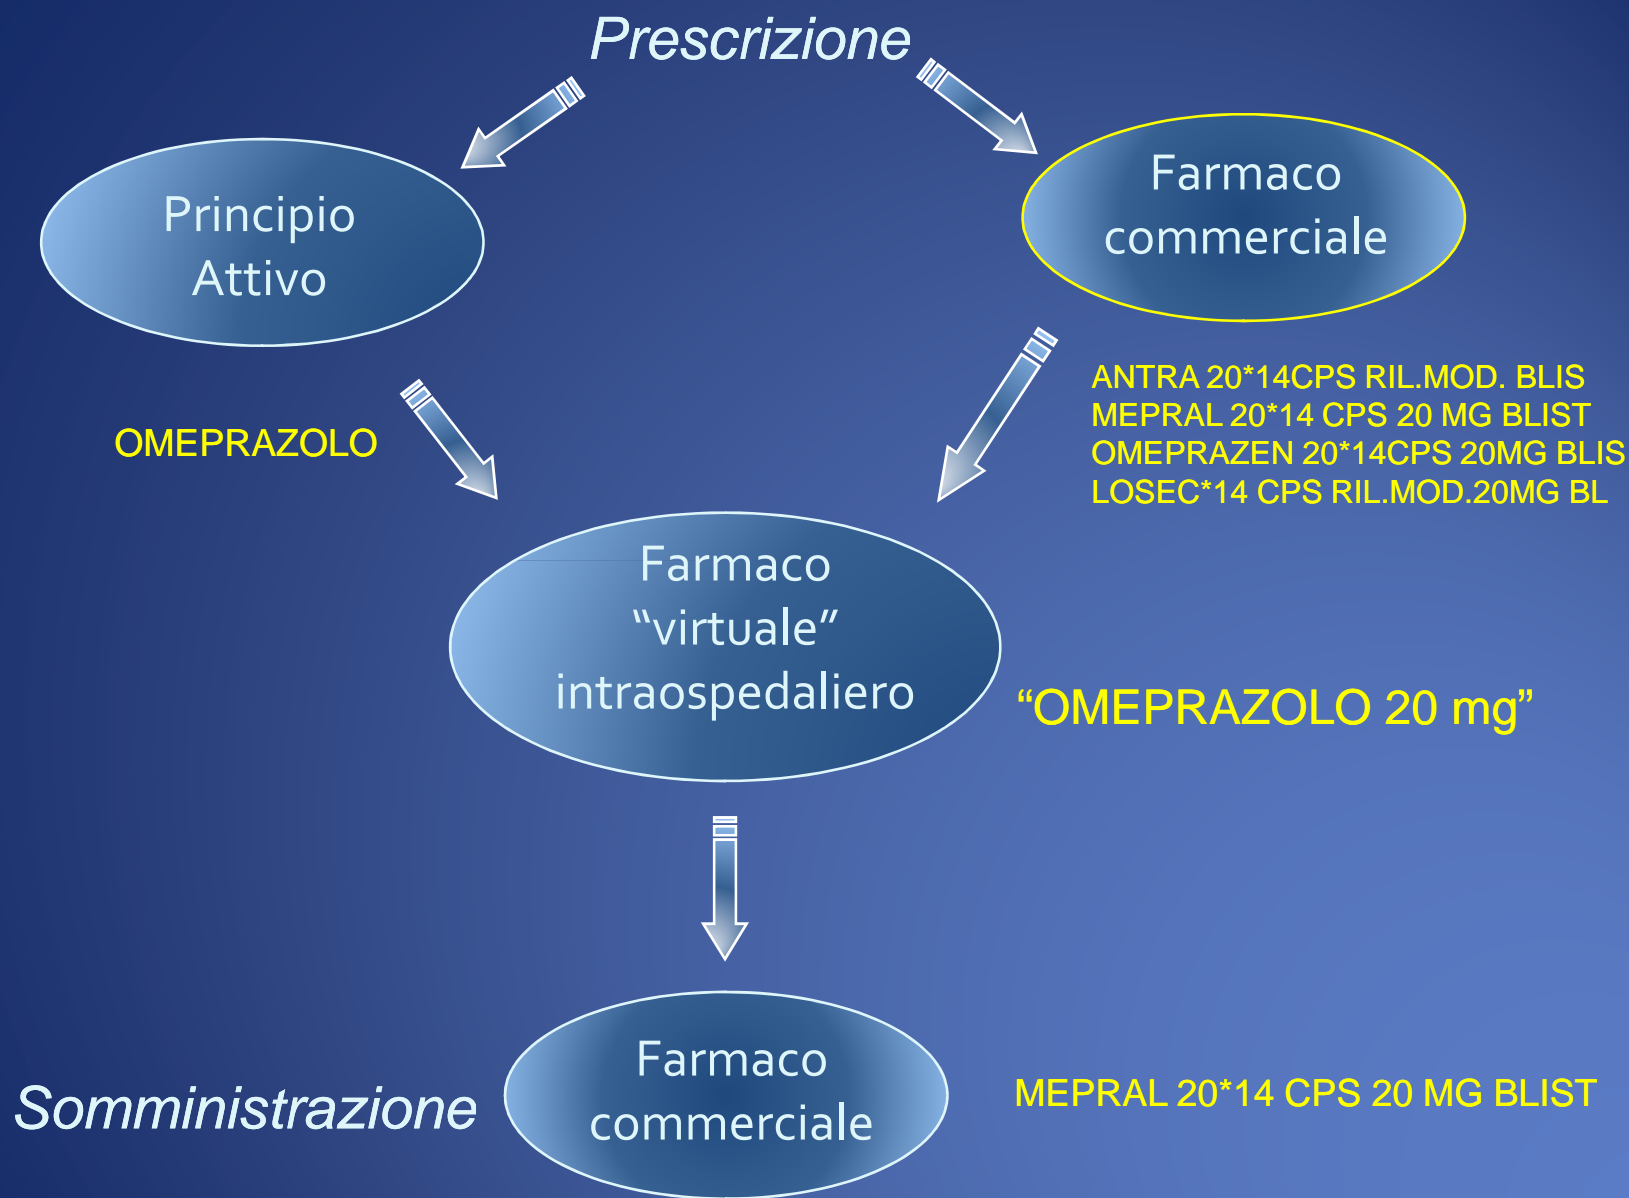 Prescrizione
Principio
Attivo
Farmaco
commerciale
OMEPRAZOLO
ANTRA 20*14CPS RIL.MOD. BLIS
MEPRAL 20*14 CPS 20 MG BLIST
OMEPRAZEN 20*14CPS 20MG BLIS
LOSEC*14 CPS RIL.MOD.20MG BL
Farmaco
“virtuale”
intraospedaliero
“OMEPRAZOLO 20 mg”
Somministrazione
Farmaco
commerciale
MEPRAL 20*14 CPS 20 MG BLIST